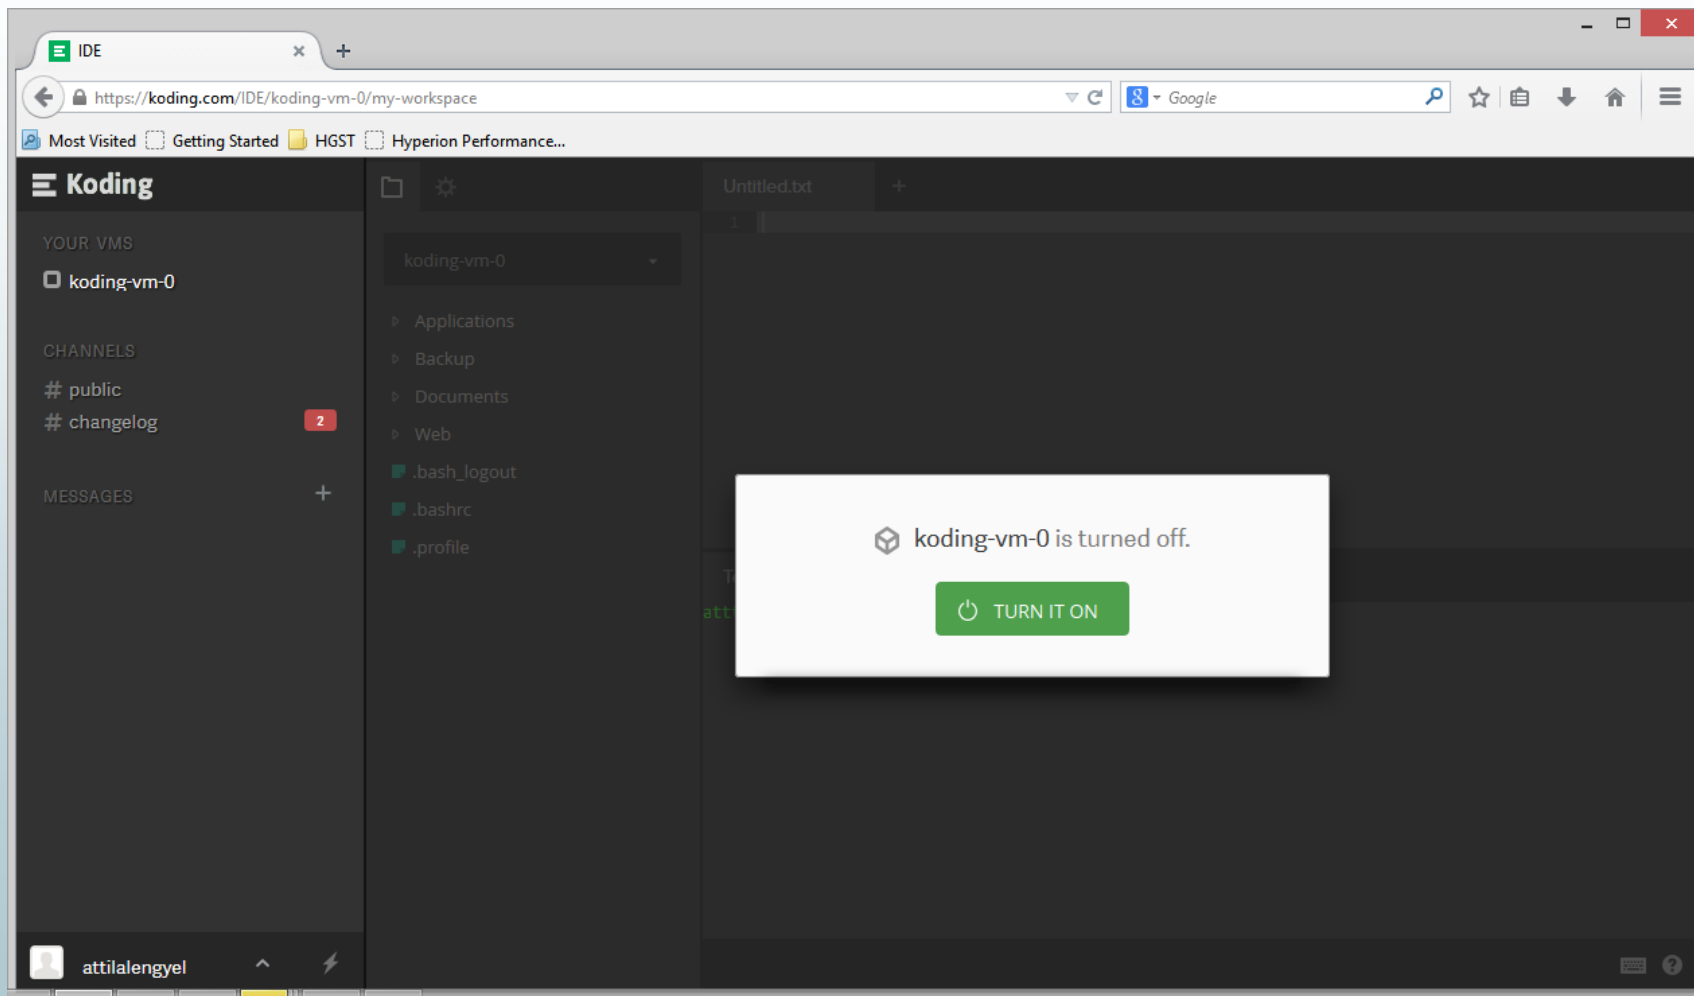 IDE
https://koding.com/IDE/koding-vm-0/my-workspace
Google
Most Visited Getting Started HGST Hyperion Performance...
Koding
YOUR VMS
koding-vm-0
CHANNELS
# public
# changelog 2
MESSAGES +
koding-vm-0
Applications
Backup
Documents
Web
.bash_logout
.bashrc
.profile
Untitled.txt +
1
koding-vm-0 is turned off.
TURN IT ON
att
attilalengyel